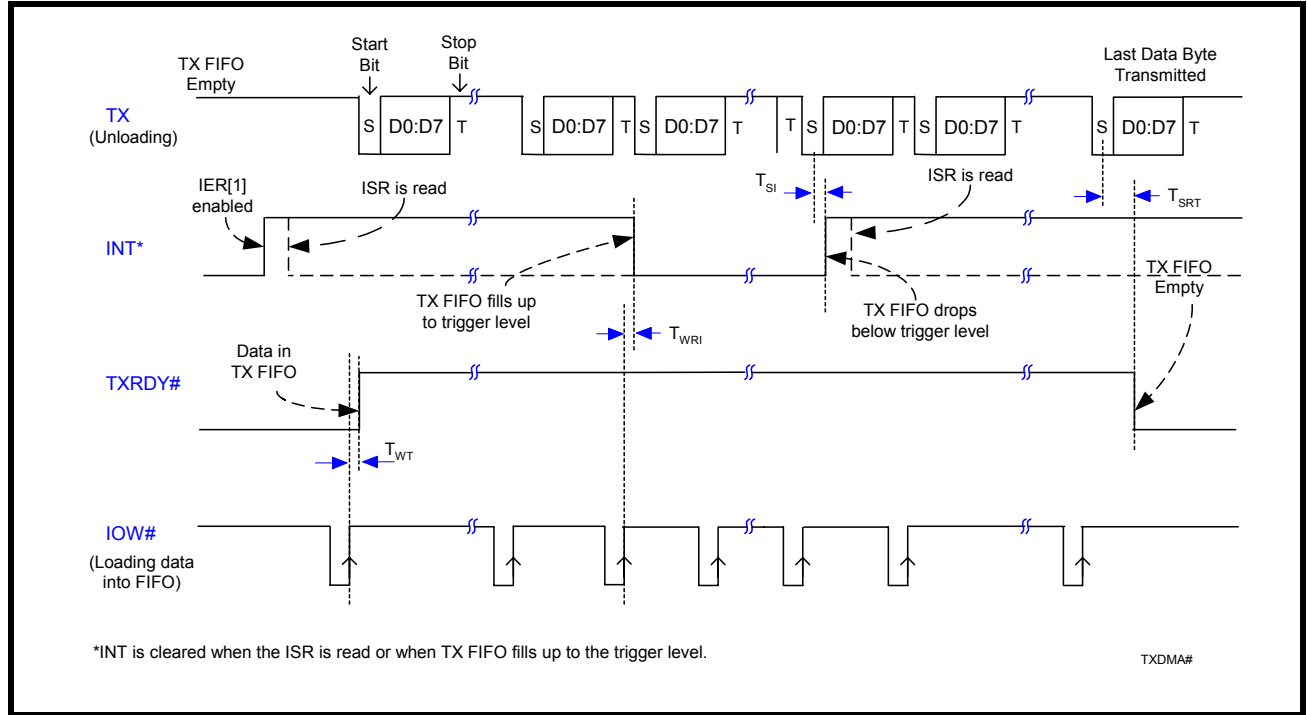 Start
Bit
Stop
Bit
TX FIFO
Empty
Last Data Byte
Transmitted
TX
(Unloading)
S D0:D7 T S D0:D7 T S D0:D7 T T S D0:D7 T S D0:D7 T S D0:D7 T
IER[1]
enabled
ISR is read
TSI
ISR is read
TSRT
INT*
TX FIFO fills up
to trigger level
TX FIFO drops
below trigger level
TX FIFO
Empty
TWRI
Data in
TX FIFO
TXRDY#
TWT
IOW#
(Loading data
into FIFO)
*INT is cleared when the ISR is read or when TX FIFO fills up to the trigger level.
TXDMA#